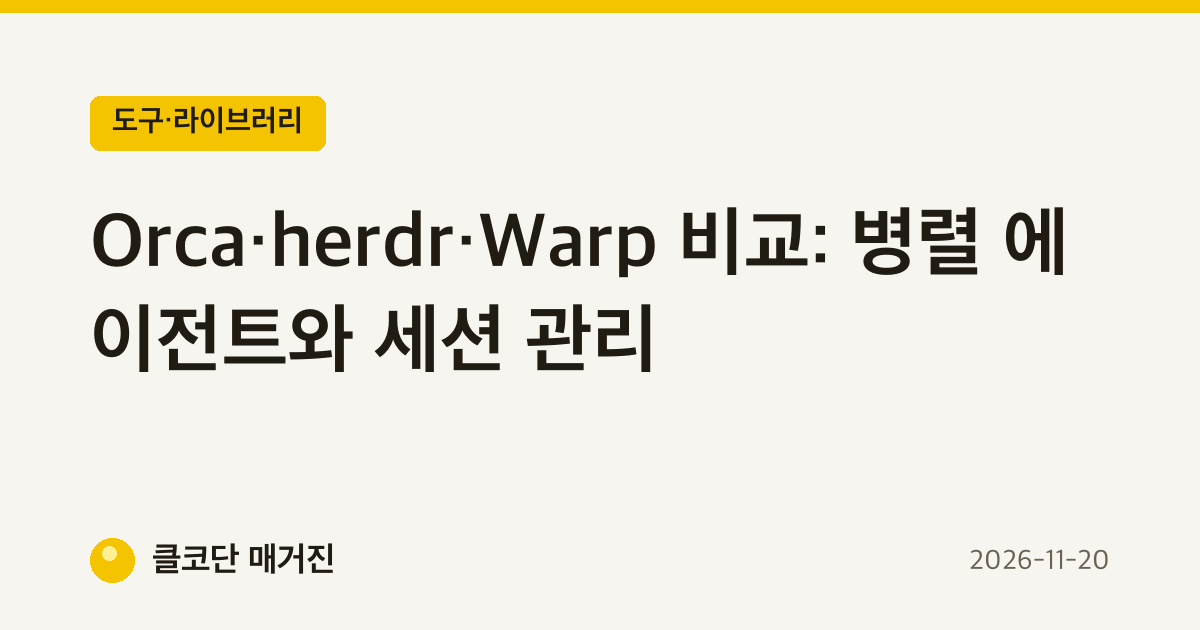 도구·라이브러리
Orca·herdr·Warp 비교: 병렬 에
이전트와 세션 관리
클코단 매거진
2026-11-20